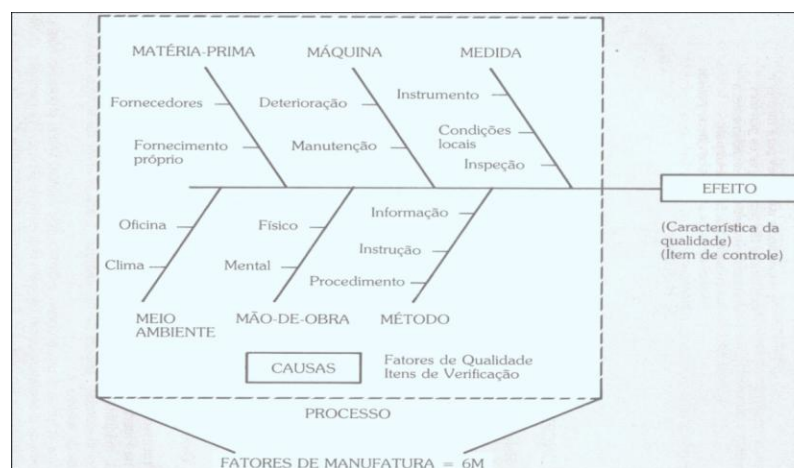 MATÉRIA-PRIMA
MÁQUINA
MEDIDA
Fornecedores
Fornecimento
próprio
Deterioração
Manutenção
Instrumento
Condições
locais
Inspeção
EFEITO
(Característica da
qualidade)
(Item de controle)
Oficina
Clima
Físico
Mental
Informação
Instrução
Procedimento
MEIO
AMBIENTE
MÃO-DE-OBRA
MÉTODO
CAUSAS
Fatores de Qualidade
Itens de Verificação
PROCESSO
FATORES DE MANUFATURA = 6M